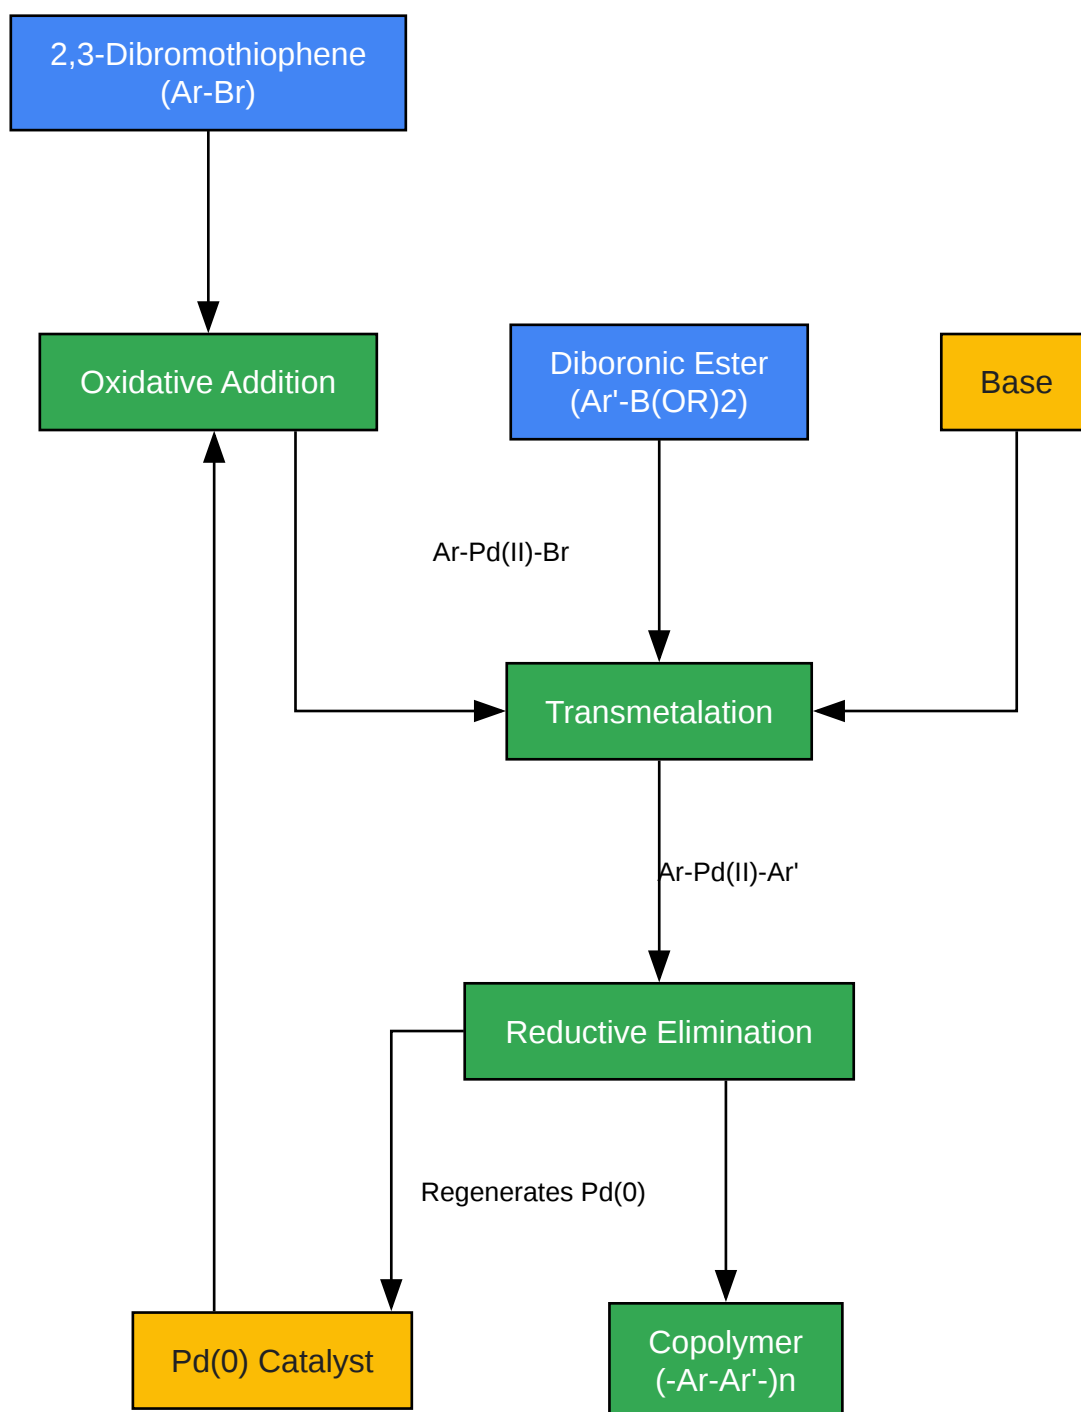 2,3-Dibromothiophene
(Ar-Br)
Oxidative Addition
Diboronic Ester
(Ar'-B(OR)2)
Base
Ar-Pd(II)-Br
Transmetalation
Ar-Pd(II)-Ar'
Reductive Elimination
Regenerates Pd(0)
Pd(0) Catalyst
Copolymer
(-Ar-Ar'-)n